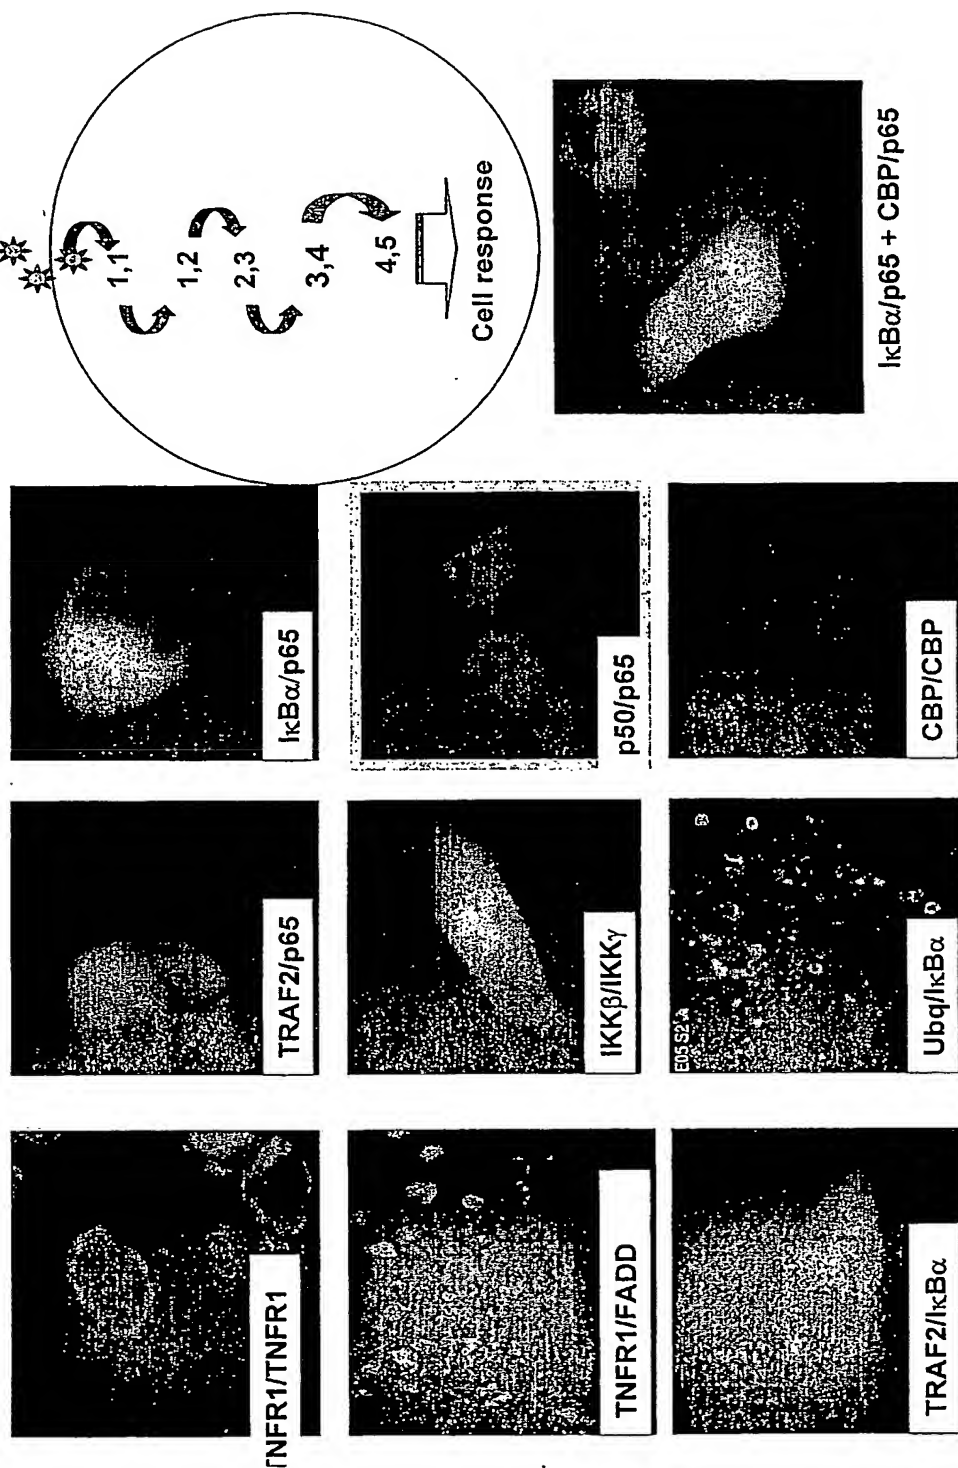 1,1
1,2
2,3
3,4
4,5
Cell response
IκBα/p65
p50/p65
CBP/CBP
IκBα/p65 + CBP/p65
TRAF2/p65
IKKβ/IKKγ
Ubq/IκBα
TNFR1/TNFR1
TNFR1/FADD
TRAF2/IκBα